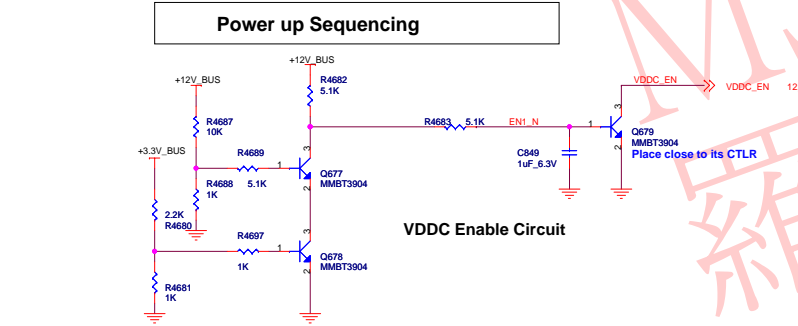 Power up Sequencing
+12V_BUS
R4682
5.1K
+12V_BUS
VDDC_EN
VDDC_EN 12
R4687
10K
R4683 5.1K
EN1_N
1
3
2
Q679
MMBT3904
Place close to its CTLR
+3.3V_BUS
R4689
5.1K
1
3
2
Q677
MMBT3904
C849
1uF_6.3V
R4688
1K
2.2K
R4680
VDDC Enable Circuit
R4697
1K
1
3
2
Q678
MMBT3904
R4681
1K